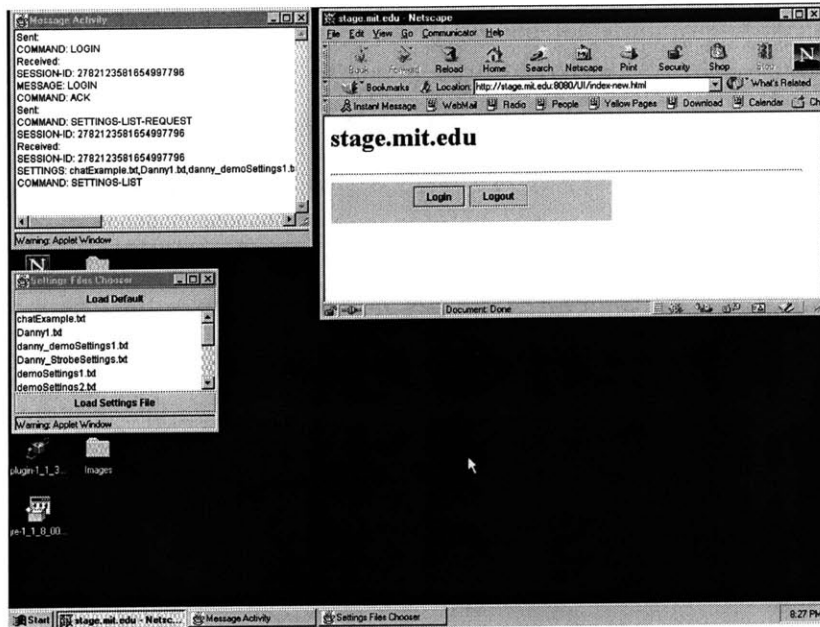 Message Activity
Sent:
COMMAND: LOGIN
Received:
SESSION-ID: 2782123581654997796
MESSAGE: LOGIN
COMMAND: ACK
Sent:
COMMAND: SETTINGS-LIST-REQUEST
SESSION-ID: 2782123581654997796
Received:
SESSION-ID: 2782123581654997796
SETTINGS: chatExample.txt,Danny1.txt,danny_demoSettings1.t
COMMAND: SETTINGS-LIST
Warning: Applet Window
Settings Files Chooser
Load Default
chatExample.txt
Danny1.txt
danny_demoSettings1.txt
Danny_StrobeSettings.txt
demoSettings1.txt
demoSettings2.txt
Load Settings File
Warning: Applet Window
plugin-1_1_3...
Images
jre-1_1_8_00...
stage.mit.edu - Netscape
File Edit View Go Communicator Help
Back Forward Reload Home Search Netscape Print Security Shop Stop
N
Bookmarks Location: http://stage.mit.edu:8080/UI/index-new.html What's Related
Instant Message WebMail Radio People Yellow Pages Download Calendar Ch
stage.mit.edu
Login Logout
Document: Done
Start stage.mit.edu - Netsc... Message Activity Settings Files Chooser 8:27 PM